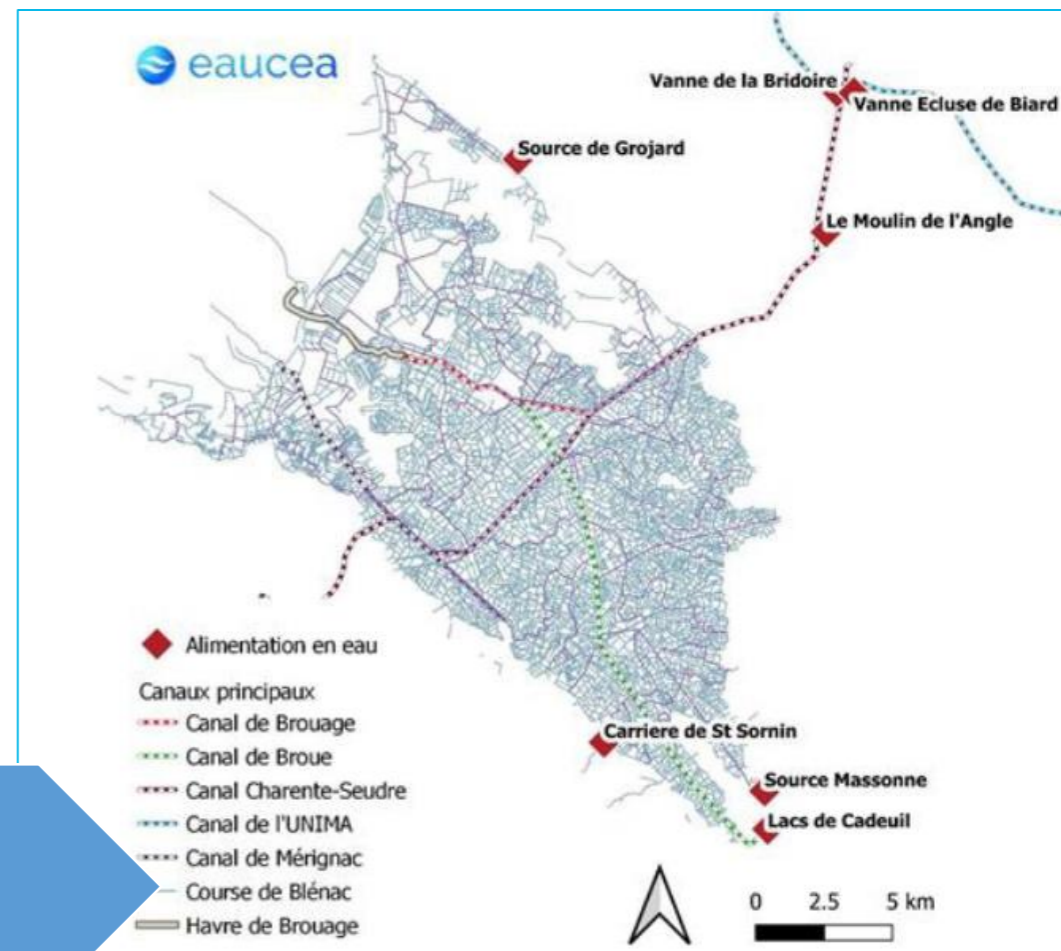 eaucea
Vanne de la Bridoire
Vanne Ecluse de Biard
Source de Grojard
Le Moulin de l'Angle
Carriere de St Sornin
Source Massonne
Lacs de Cadeuil
Alimentation en eau
Canaux principaux
Canal de Brouage
Canal de Broue
Canal Charente-Seudre
Canal de l'UNIMA
Canal de Mérignac
Course de Blénac
Havre de Brouage
0 2.5 5 km